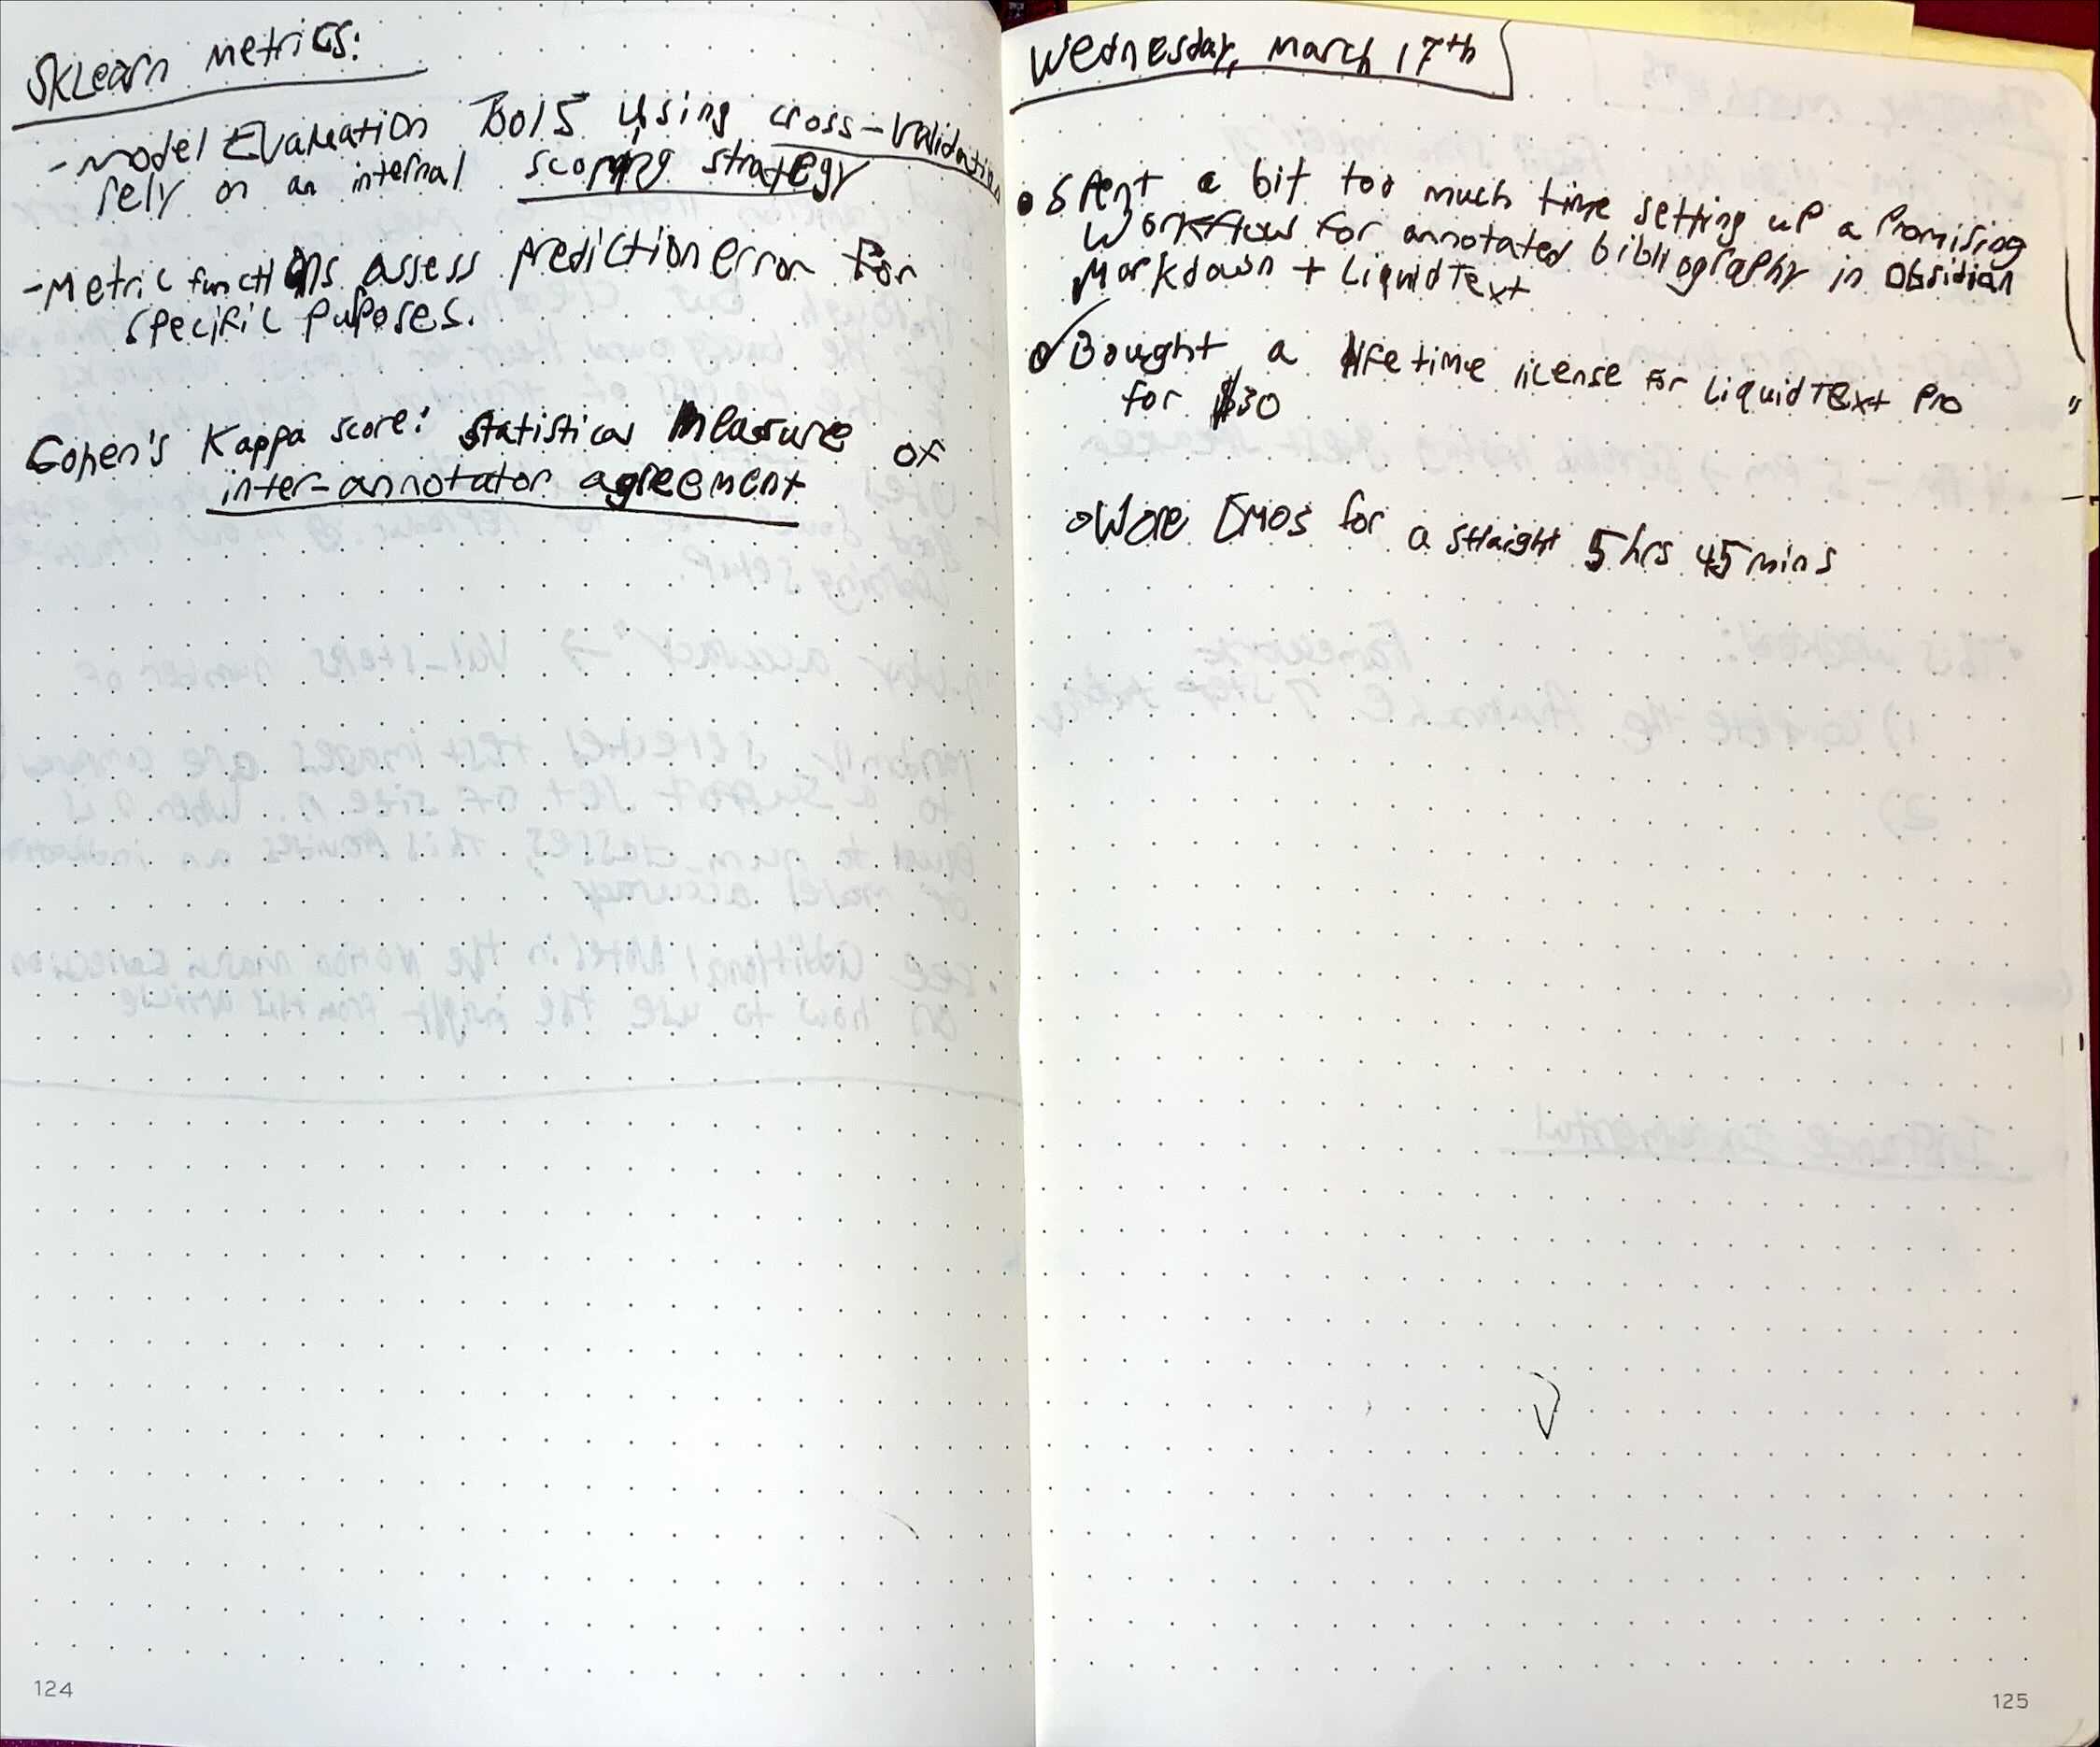 SKLearn metrics:
- Model Evaluation Tools using cross-validation
rely on an internal scoring strategy
- Metric functions assess prediction error for
specific puposes.
Cohen's Kappa score: statistical measure of
inter-annotator agreement
124
Wednesday, March 17th
Spent a bit too much time setting up a promising
workflow for annotated bibliography in Obsidian
Markdown + LiquidText
Bought a lifetime license for LiquidText Pro
for $30
Wore EMOS for a straight 5 hrs 45 mins
125